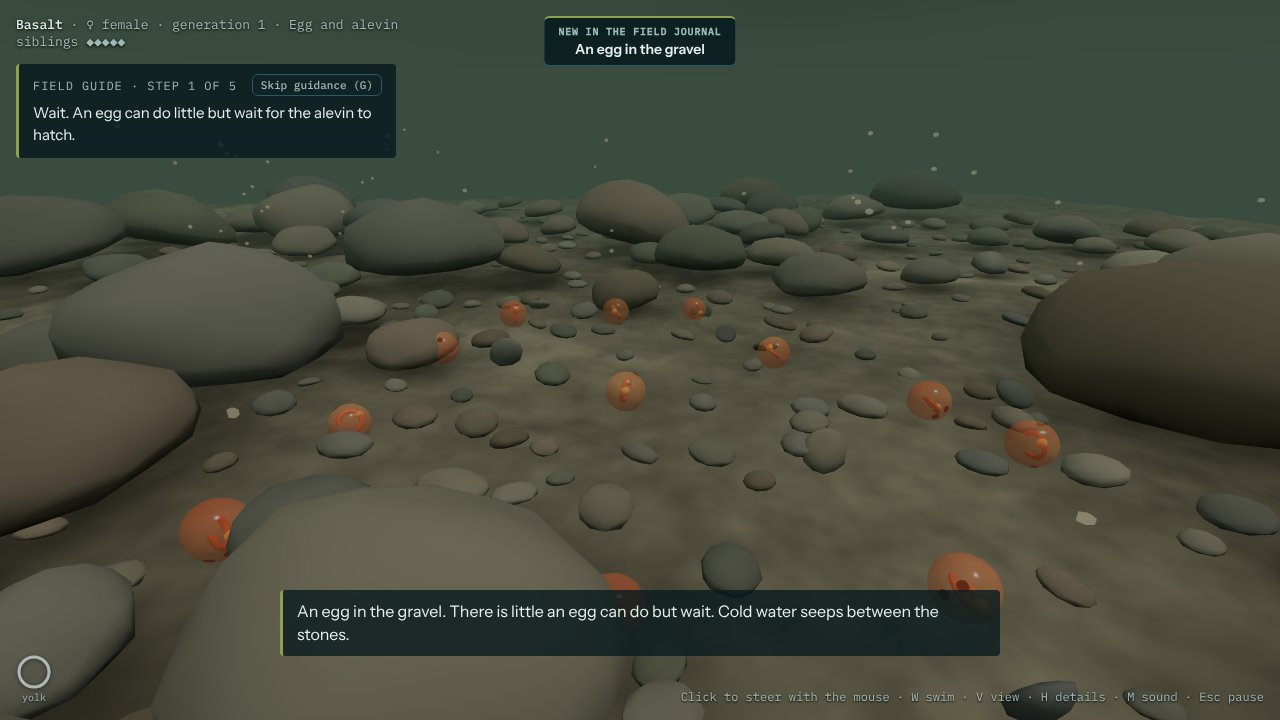 Basalt · ♀ female · generation 1 · Egg and alevin
siblings ◆◆◆◆◆
NEW IN THE FIELD JOURNAL
An egg in the gravel
FIELD GUIDE · STEP 1 OF 5
Skip guidance (G)
Wait. An egg can do little but wait for the alevin to
hatch.
An egg in the gravel. There is little an egg can do but wait. Cold water seeps between the
stones.
yolk
Click to steer with the mouse · W swim · V view · H details · M sound · Esc pause